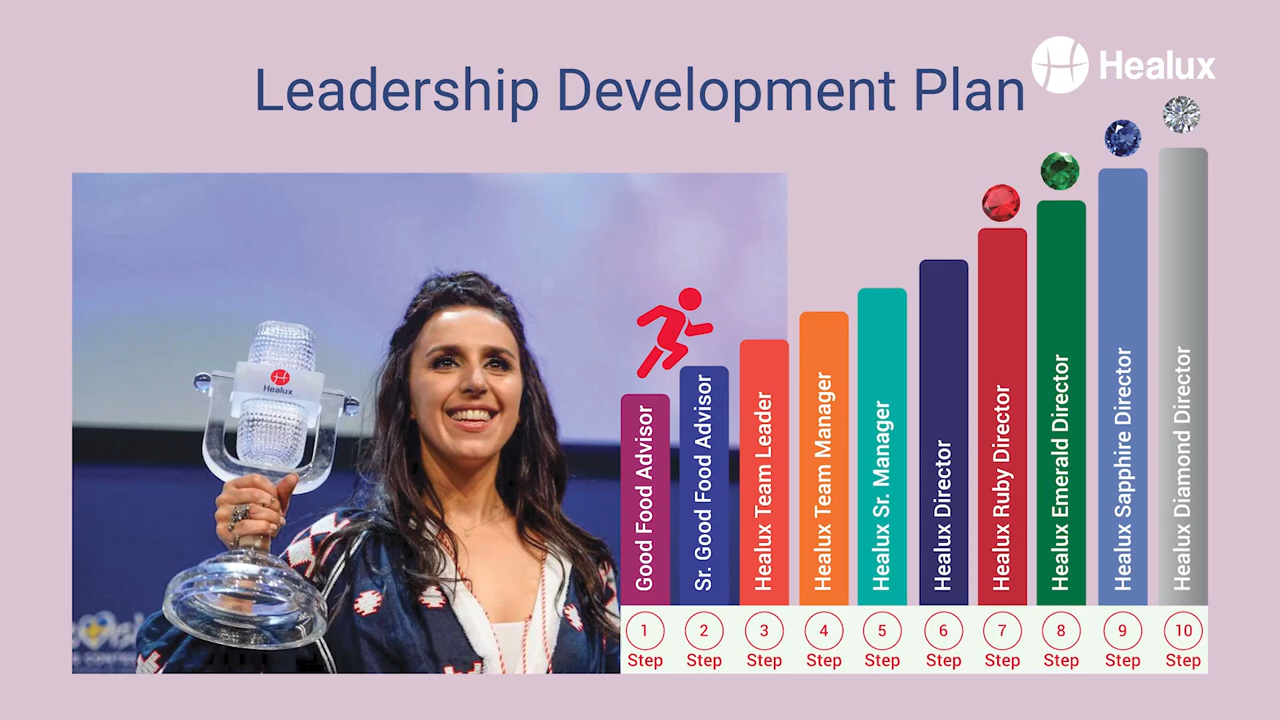 Leadership Development Plan
Healux
Healux
Good Food Advisor
Sr. Good Food Advisor
Healux Team Leader
Healux Team Manager
Healux Sr. Manager
Healux Director
Healux Ruby Director
Healux Emerald Director
Healux Sapphire Director
Healux Diamond Director
1 2 3 4 5 6 7 8 9 10
Step Step Step Step Step Step Step Step Step Step